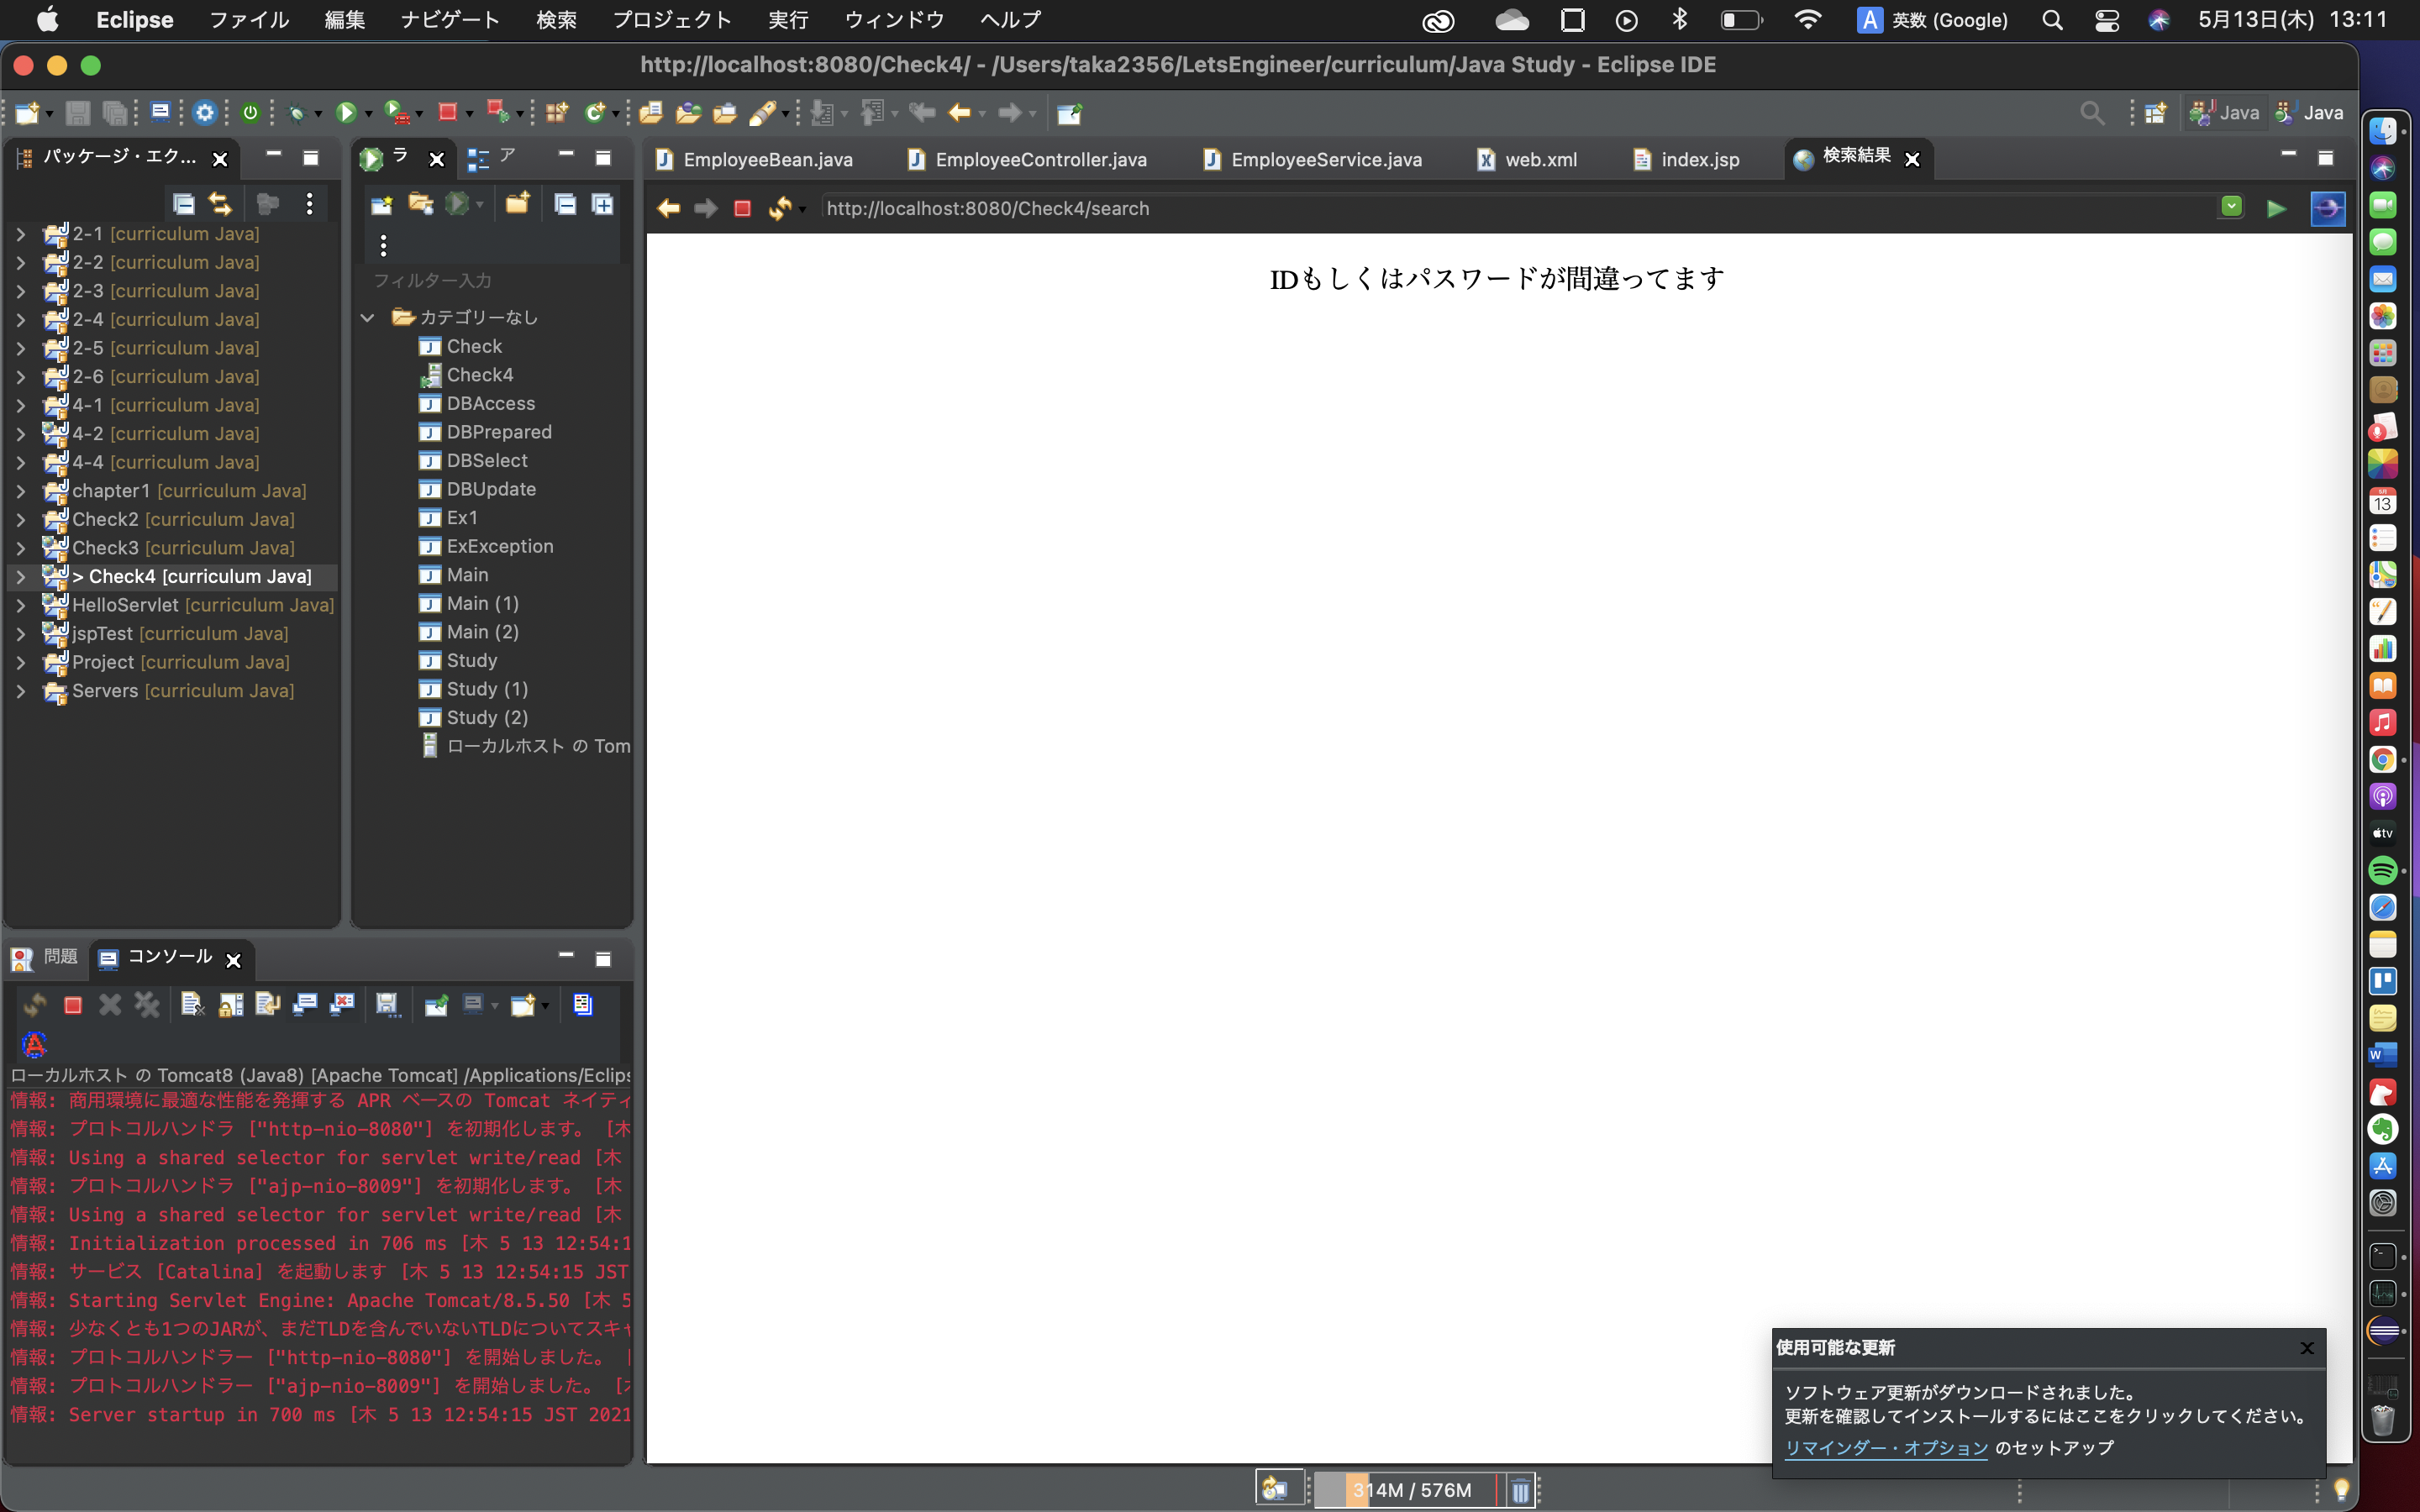 Eclipse ファイル 編集 ナビゲート 検索 プロジェクト 実行 ウィンドウ ヘルプ
A 英数 (Google) 5月13日(木) 13:11
http://localhost:8080/Check4/ - /Users/taka2356/LetsEngineer/curriculum/Java Study - Eclipse IDE
Java Java
パッケージ・エク...
2-1 [curriculum Java]
2-2 [curriculum Java]
2-3 [curriculum Java]
2-4 [curriculum Java]
2-5 [curriculum Java]
2-6 [curriculum Java]
4-1 [curriculum Java]
4-2 [curriculum Java]
4-4 [curriculum Java]
chapter1 [curriculum Java]
Check2 [curriculum Java]
Check3 [curriculum Java]
> Check4 [curriculum Java]
HelloServlet [curriculum Java]
jspTest [curriculum Java]
Project [curriculum Java]
Servers [curriculum Java]
ラ ア
フィルター入力
カテゴリーなし
Check
Check4
DBAccess
DBPrepared
DBSelect
DBUpdate
Ex1
ExException
Main
Main (1)
Main (2)
Study
Study (1)
Study (2)
ローカルホスト の Tom
EmployeeBean.java EmployeeController.java EmployeeService.java web.xml index.jsp 検索結果
http://localhost:8080/Check4/search
IDもしくはパスワードが間違ってます
問題 コンソール
ローカルホスト の Tomcat8 (Java8) [Apache Tomcat] /Applications/Eclips
情報: 商用環境に最適な性能を発揮する APR ベースの Tomcat ネイティ
情報: プロトコルハンドラ ["http-nio-8080"] を初期化します。 [木
情報: Using a shared selector for servlet write/read [木
情報: プロトコルハンドラ ["ajp-nio-8009"] を初期化します。 [木
情報: Using a shared selector for servlet write/read [木
情報: Initialization processed in 706 ms [木 5 13 12:54:1
情報: サービス [Catalina] を起動します [木 5 13 12:54:15 JST
情報: Starting Servlet Engine: Apache Tomcat/8.5.50 [木 5
情報: 少なくとも1つのJARが、まだTLDを含んでいないTLDについてスキャ
情報: プロトコルハンドラー ["http-nio-8080"] を開始しました。 [
情報: プロトコルハンドラー ["ajp-nio-8009"] を開始しました。 [木
情報: Server startup in 700 ms [木 5 13 12:54:15 JST 2021
使用可能な更新
ソフトウェア更新がダウンロードされました。
更新を確認してインストールするにはここをクリックしてください。
リマインダー・オプション のセットアップ
314M / 576M
13
tv